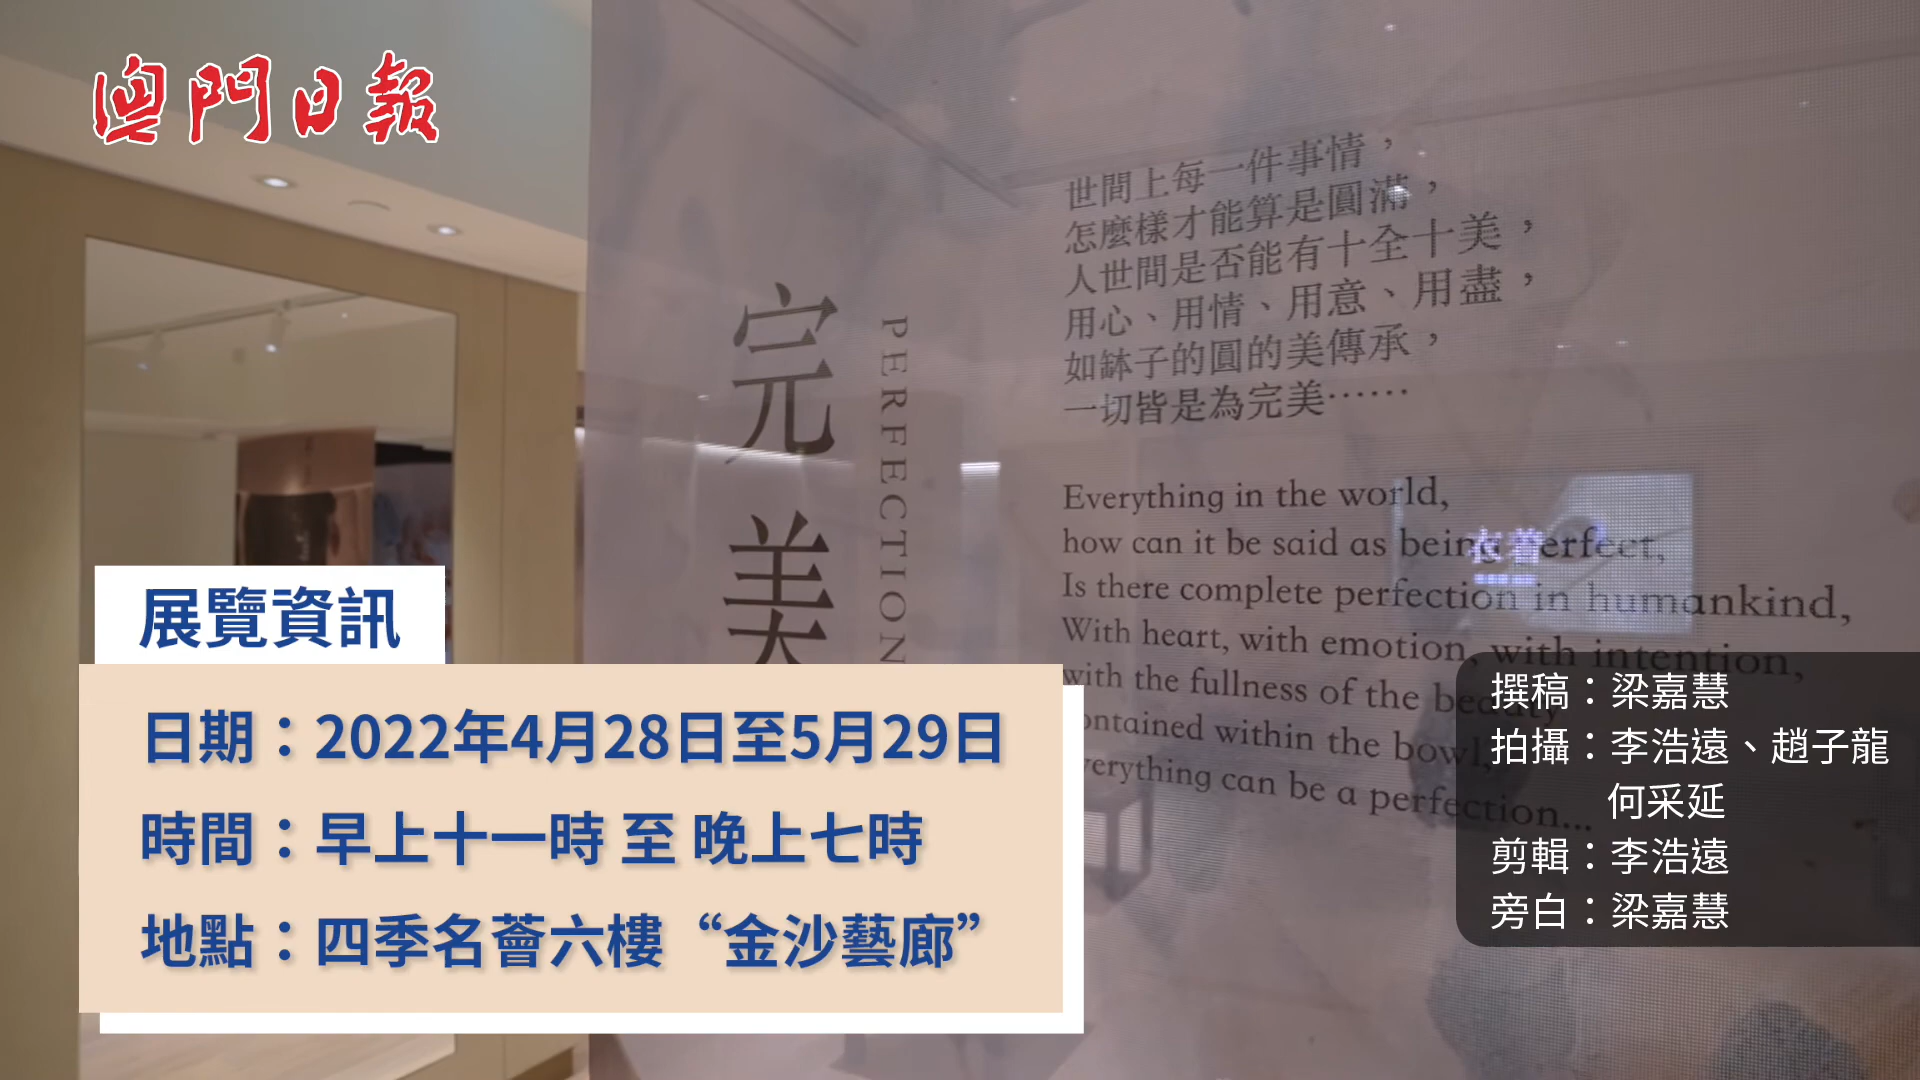 澳門日報
完美
PERFECTION
世間上每一件事情，
怎麼樣才能算是圓滿，
人世間是否能有十全十美，
用心、用情、用意、用盡，
如缽子的圓的美傳承，
一切皆是為完美……
Everything in the world,
how can it be said as being perfect,
Is there complete perfection in humankind,
With heart, with emotion, with intention,
with the fullness of the beauty
contained within the bowl,
everything can be a perfection...
衣着
展覽資訊
日期：2022年4月28日至5月29日
時間：早上十一時 至 晚上七時
地點：四季名薈六樓“金沙藝廊”
撰稿：梁嘉慧
拍攝：李浩遠、趙子龍
何采延
剪輯：李浩遠
旁白：梁嘉慧